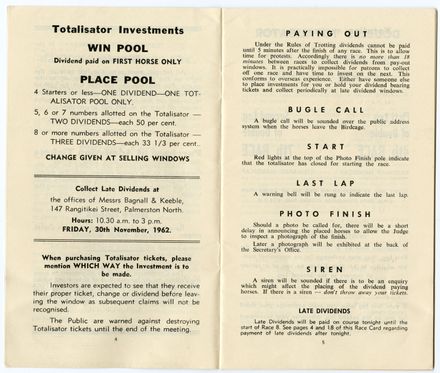 Totalisator Investments
WIN POOL
Dividend paid on FIRST HORSE ONLY
PLACE POOL
4 Starters or less—ONE DIVIDEND—ONE TOT-
ALISATOR POOL ONLY.
5, 6 or 7 numbers allotted on the Totalisator —
TWO DIVIDENDS—each 50 per cent.
8 or more numbers allotted on the Totalisator —
THREE DIVIDENDS—each 33 1/3 per cent.
CHANGE GIVEN AT SELLING WINDOWS
Collect Late Dividends at
the offices of Messrs Bagnall & Keeble,
147 Rangitikei Street, Palmerston North.
Hours: 10.30 a.m. to 3 p.m.
FRIDAY, 30th November, 1962.
When purchasing Totalisator tickets, please
mention WHICH WAY the Investment is to
be made.
Investors are expected to see that they receive
their proper ticket, change or dividend before leav-
ing the window as subsequent claims will not be
recognised.
The Public are warned against destroying
Totalisator tickets until the end of the meeting.
4
PAYING OUT
Under the Rules of Trotting dividends cannot be paid
until 5 minutes after the finish of any race. This is to allow
time for protests. Accordingly there is no more than 18
minutes between races to collect dividends from pay-out
windows. It is practically impossible for patrons to collect
off one race and have time to invest on the next. This
conforms to overseas experience. Either have someone else
to place investments for you or hold your dividend bearing
tickets and collect periodically at late dividend windows.
BUGLE CALL
A bugle call will be sounded over the public address
system when the horses leave the Birdcage.
START
Red lights at the top of the Photo Finish pole indicate
that the totalisator has closed for starting the race.
LAST LAP
A warning bell will be rung to indicate the last lap.
PHOTO FINISH
Should a photo be called for, there will be a short
delay in announcing the placed horses to allow the Judge
to inspect a photograph of the finish.
Later a photograph will be exhibited at the back of
the Secretary's Office.
SIREN
A siren will be sounded if there is to be an enquiry
which might affect the placing of the dividend paying
horses. If there is a siren — don't throw away your tickets.
LATE DIVIDENDS
Late Dividends will be paid on course tonight until the
start of Race 8. See pages 4 and 18 of this Race Card regarding
payment of late dividends after tonight.
5